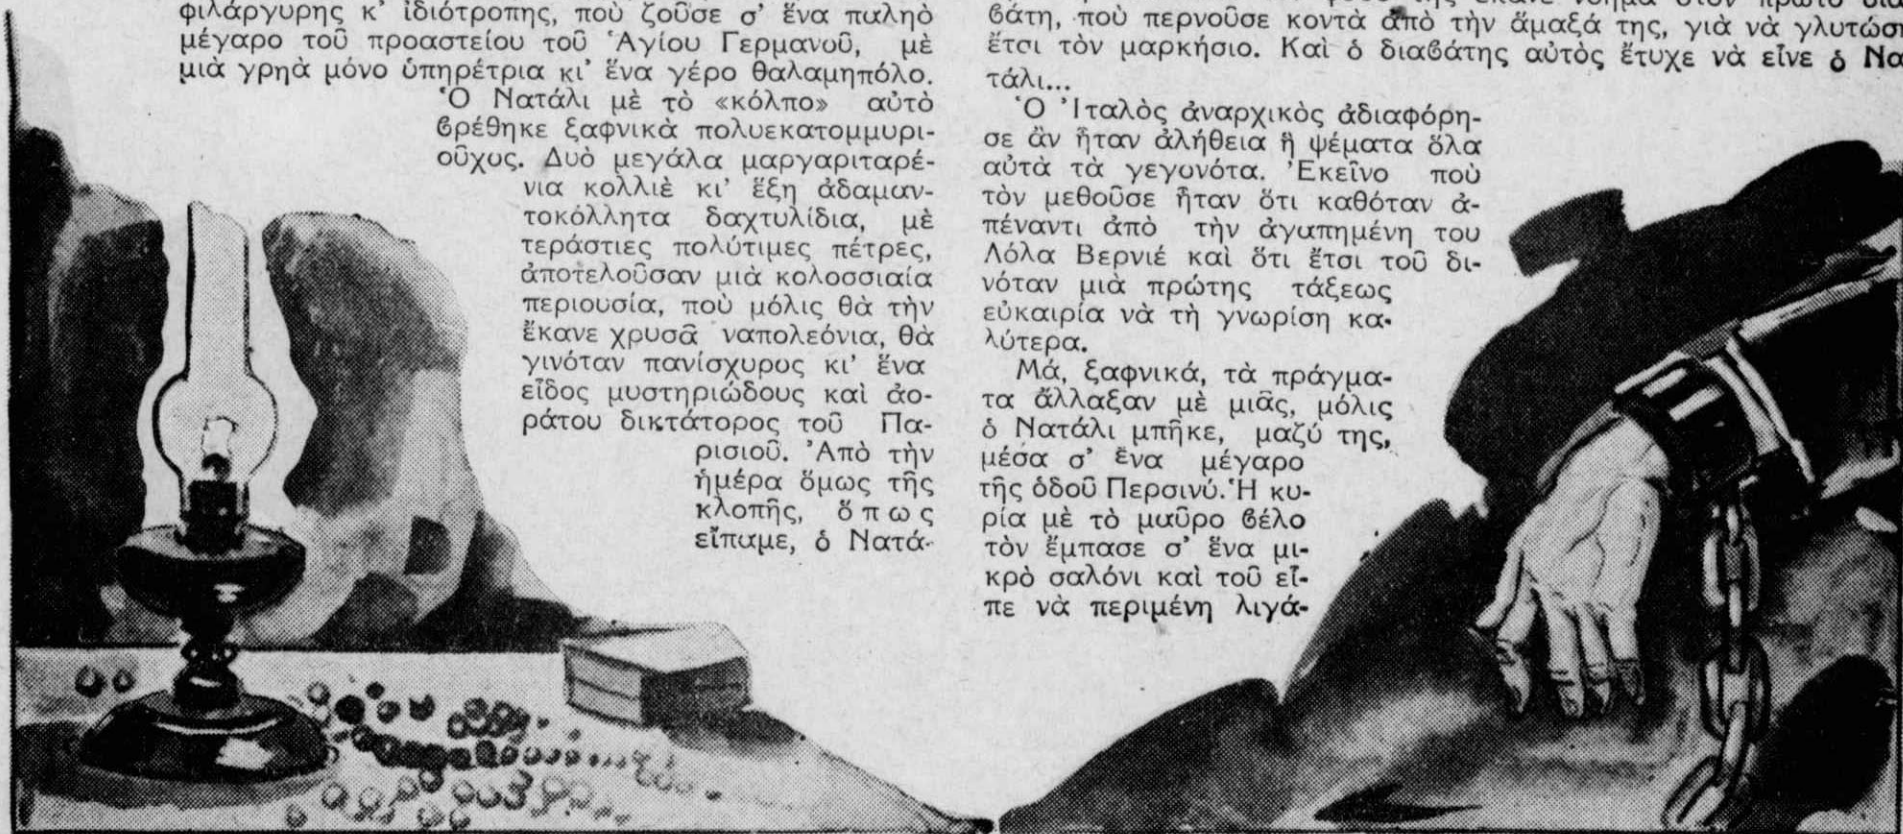 φιλάργυρης κ' ἰδιότροπης, ποὺ ζοῦσε σ' ἕνα παληὸ
μέγαρο τοῦ προαστείου τοῦ Ἁγίου Γερμανοῦ, μὲ
μιὰ γρηὰ μόνο ὑπηρέτρια κι' ἕνα γέρο θαλαμηπόλο.
Ὁ Νατάλι μὲ τὸ «κόλπο» αὐτὸ
βρέθηκε ξαφνικὰ πολυεκατομμυρι-
οῦχος. Δυὸ μεγάλα μαργαριταρέ-
νια κολλιὲ κι' ἕξη ἀδαμαν-
τοκόλλητα δαχτυλίδια, μὲ
τεράστιες πολύτιμες πέτρες,
ἀποτελοῦσαν μιὰ κολοσσιαία
περιουσία, ποὺ μόλις θὰ τὴν
ἔκανε χρυσᾶ ναπολεόνια, θὰ
γινόταν πανίσχυρος κι' ἕνα
εἶδος μυστηριώδους καὶ ἀο-
ράτου δικτάτορος τοῦ Πα-
ρισιοῦ. Ἀπὸ τὴν
ἡμέρα ὅμως τῆς
κλοπῆς, ὅπως
εἴπαμε, ὁ Νατά-
βάτη, ποὺ περνοῦσε κοντὰ ἀπὸ τὴν ἅμαξά της, γιὰ νὰ γλυτώσῃ
ἔτσι τὸν μαρκήσιο. Καὶ ὁ διαβάτης αὐτὸς ἔτυχε νὰ εἶνε ὁ Να
τάλι...
Ὁ Ἰταλὸς ἀναρχικὸς ἀδιαφόρη-
σε ἂν ἦταν ἀλήθεια ἢ ψέματα ὅλα
αὐτὰ τὰ γεγονότα. Ἐκεῖνο ποὺ
τὸν μεθοῦσε ἦταν ὅτι καθόταν ἀ-
πέναντι ἀπὸ τὴν ἀγαπημένη του
Λόλα Βερνιέ καὶ ὅτι ἔτσι τοῦ δι-
νόταν μιὰ πρώτης τάξεως
εὐκαιρία νὰ τὴ γνωρίση κα-
λύτερα.
Μά, ξαφνικά, τὰ πράγμα-
τα ἄλλαξαν μὲ μιᾶς, μόλις
ὁ Νατάλι μπῆκε, μαζύ της,
μέσα σ' ἕνα μέγαρο
τῆς ὁδοῦ Περσινύ. Ἡ κυ-
ρία μὲ τὸ μαῦρο βέλο
τὸν ἔμπασε σ' ἕνα μι-
κρὸ σαλόνι καὶ τοῦ εἶ-
πε νὰ περιμένη λιγά-